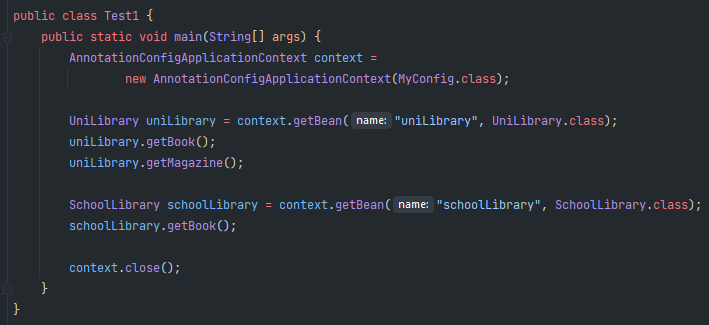 public class Test1 {
    public static void main(String[] args) {
        AnnotationConfigApplicationContext context =
                new AnnotationConfigApplicationContext(MyConfig.class);

        UniLibrary uniLibrary = context.getBean( name: "uniLibrary", UniLibrary.class);
        uniLibrary.getBook();
        uniLibrary.getMagazine();

        SchoolLibrary schoolLibrary = context.getBean( name: "schoolLibrary", SchoolLibrary.class);
        schoolLibrary.getBook();

        context.close();
    }
}